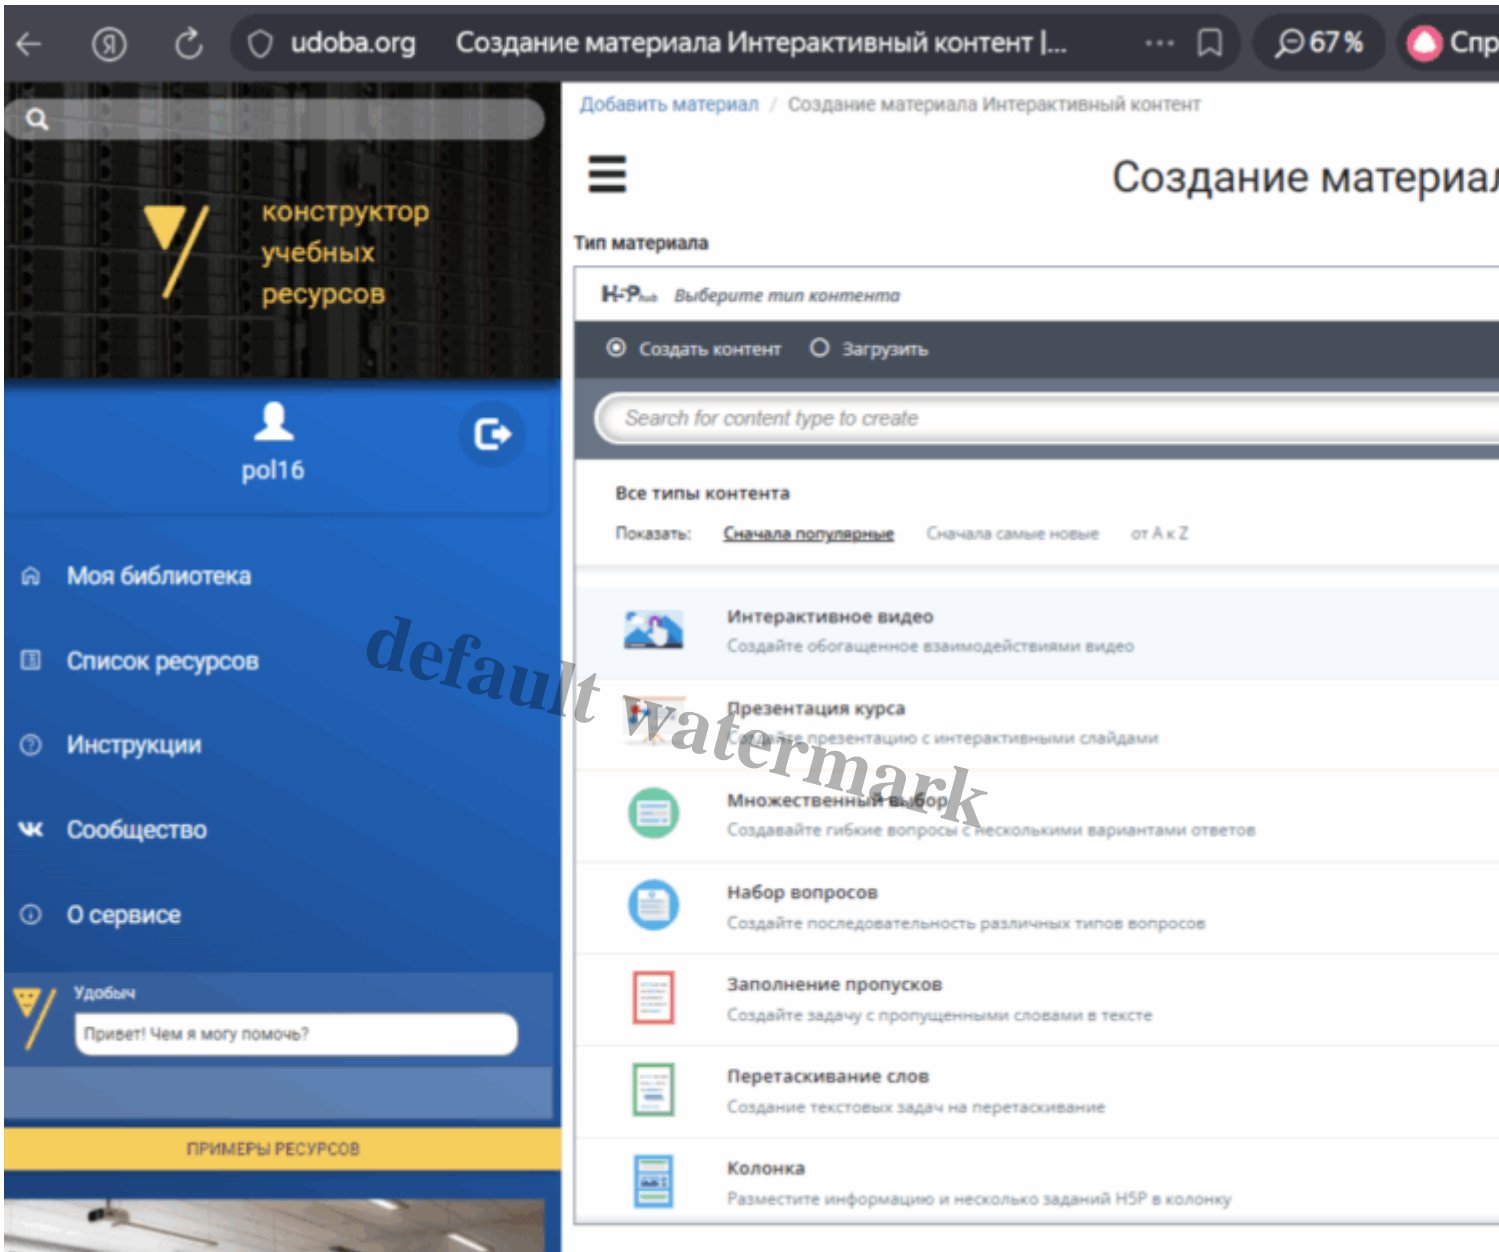 udoba.org Создание материала Интерактивный контент |... 67 % Спр
Добавить материал / Создание материала Интерактивный контент
Создание материал
конструктор
учебных
ресурсов
pol16
Моя библиотека
Список ресурсов
Инструкции
Сообщество
О сервисе
Удобыч
Привет! Чем я могу помочь?
ПРИМЕРЫ РЕСУРСОВ
Тип материала
H5Phub Выберите тип контента
Создать контент Загрузить
Search for content type to create
Все типы контента
Показать: Сначала популярные Сначала самые новые от A к Z
Интерактивное видео
Создайте обогащенное взаимодействиями видео
Презентация курса
Создайте презентацию с интерактивными слайдами
Множественный выбор
Создавайте гибкие вопросы с несколькими вариантами ответов
Набор вопросов
Создайте последовательность различных типов вопросов
Заполнение пропусков
Создайте задачу с пропущенными словами в тексте
Перетаскивание слов
Создание текстовых задач на перетаскивание
Колонка
Разместите информацию и несколько заданий H5P в колонку
default watermark